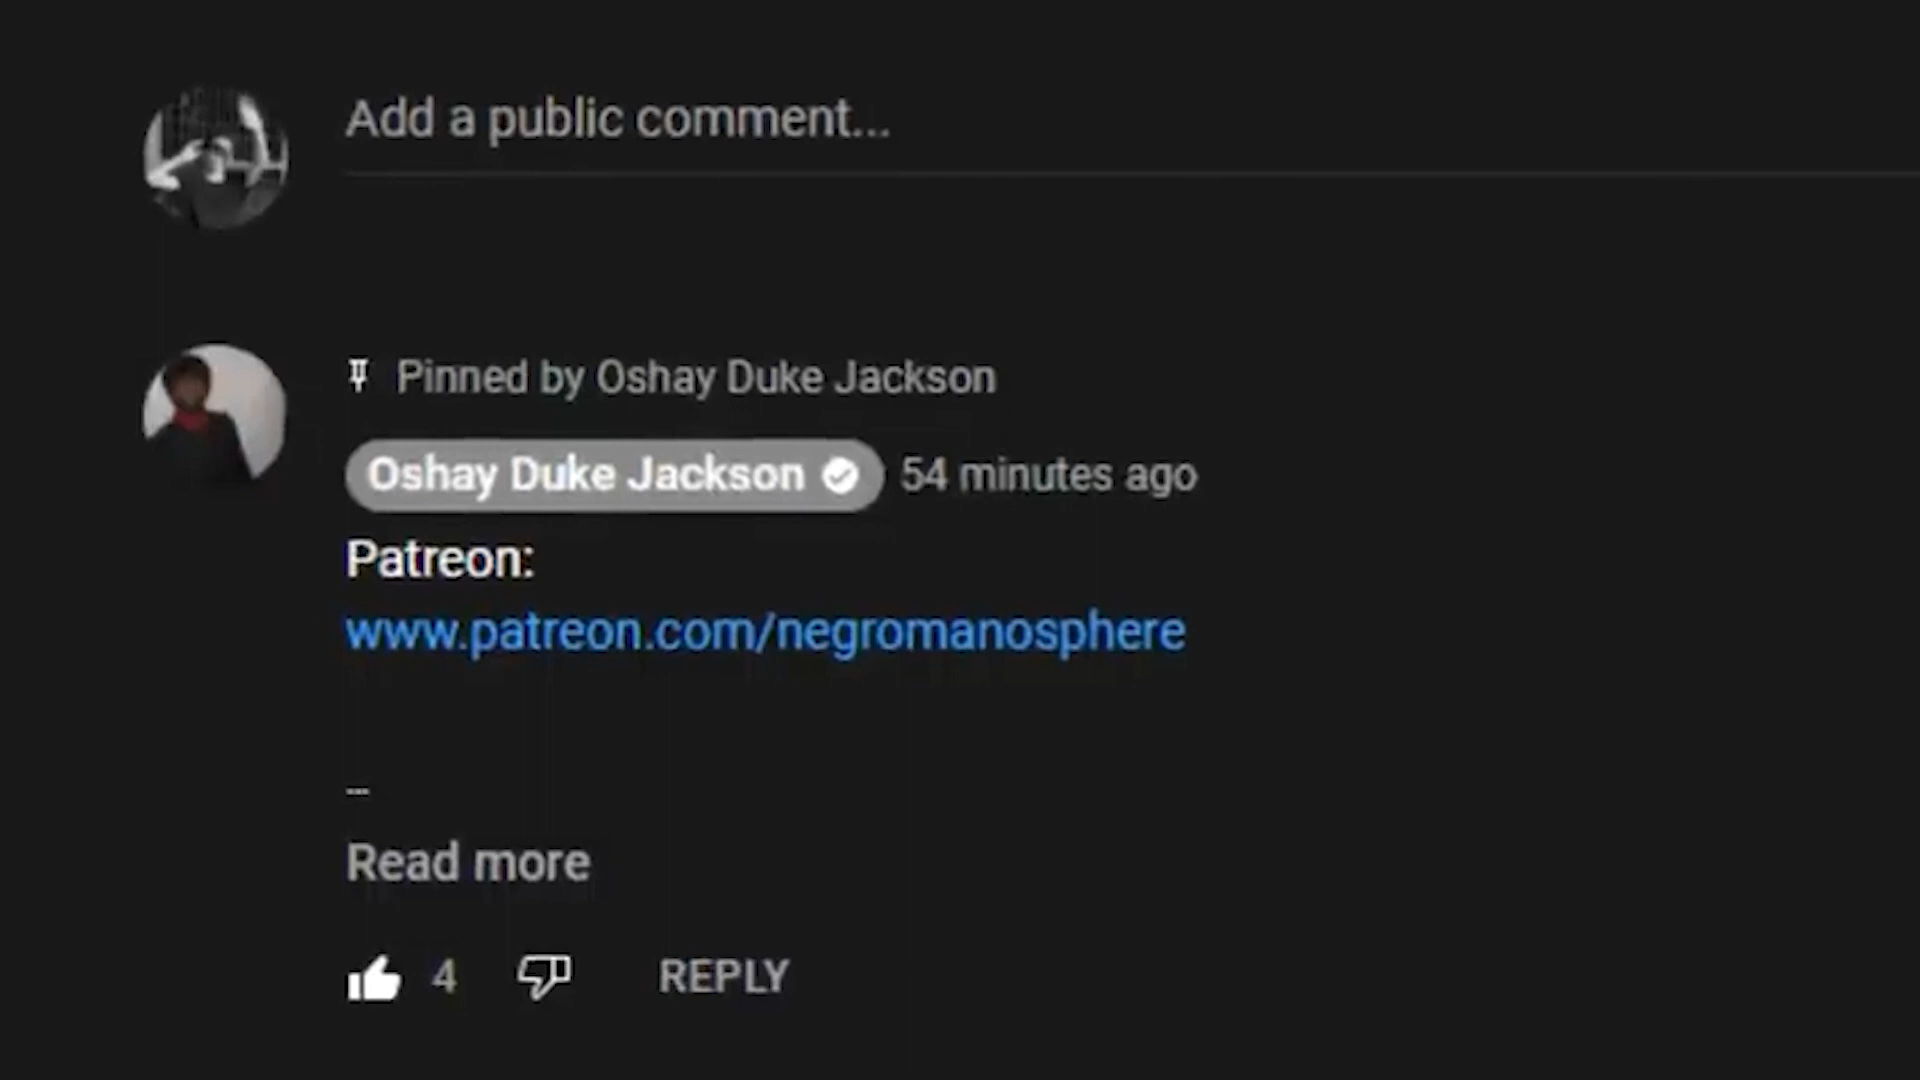 Add a public comment...
Pinned by Oshay Duke Jackson
Oshay Duke Jackson 54 minutes ago
Patreon:
www.patreon.com/negromanosphere
--
Read more
4 REPLY